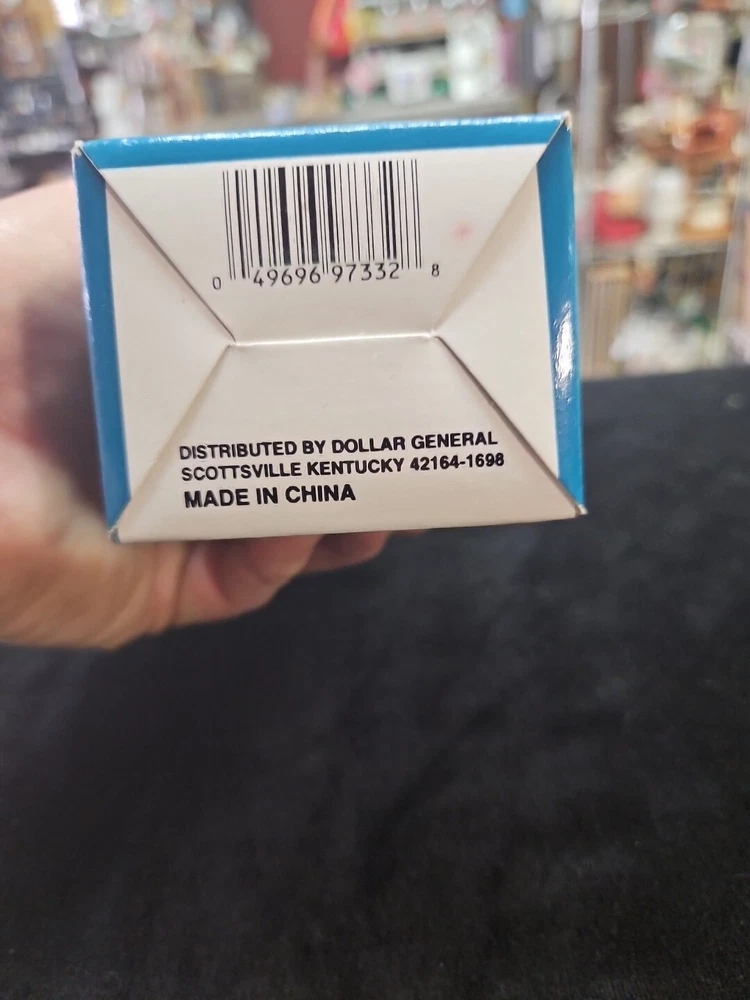 0 49696 97332 8
DISTRIBUTED BY DOLLAR GENERAL
SCOTTSVILLE KENTUCKY 42164-1698
MADE IN CHINA